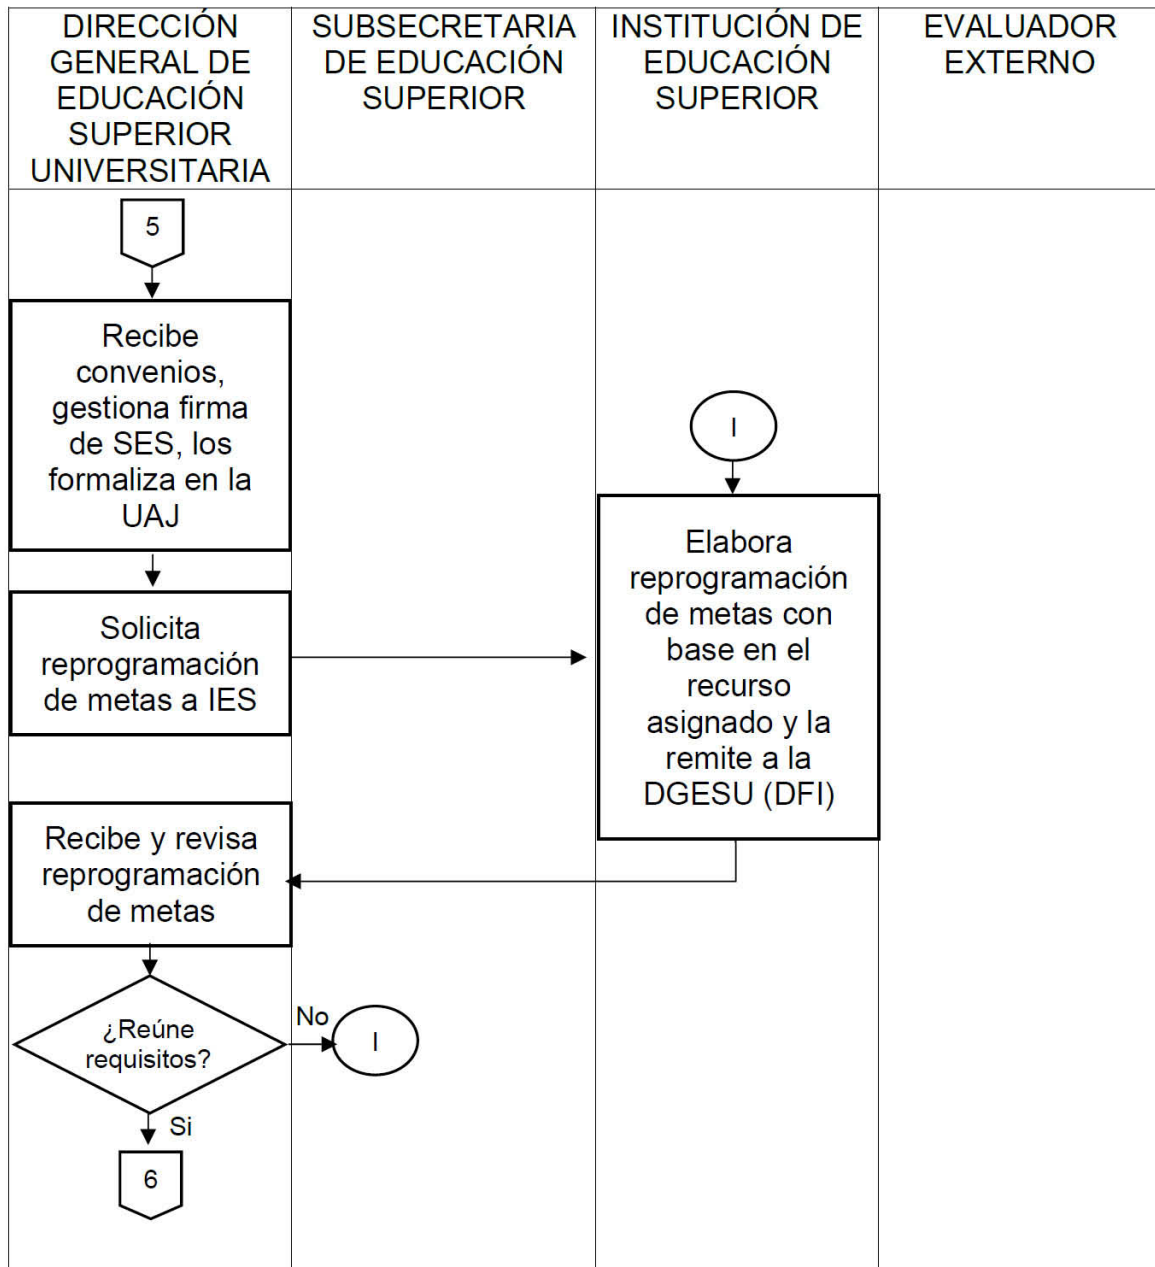 DIRECCIÓN
GENERAL DE
EDUCACIÓN
SUPERIOR
UNIVERSITARIA
SUBSECRETARIA
DE EDUCACIÓN
SUPERIOR
INSTITUCIÓN DE
EDUCACIÓN
SUPERIOR
EVALUADOR
EXTERNO
5
Recibe
convenios,
gestiona firma
de SES, los
formaliza en la
UAJ
Solicita
reprogramación
de metas a IES
I
Elabora
reprogramación
de metas con
base en el
recurso
asignado y la
remite a la
DGESU (DFI)
Recibe y revisa
reprogramación
de metas
¿Reúne
requisitos?
No
I
Si
6